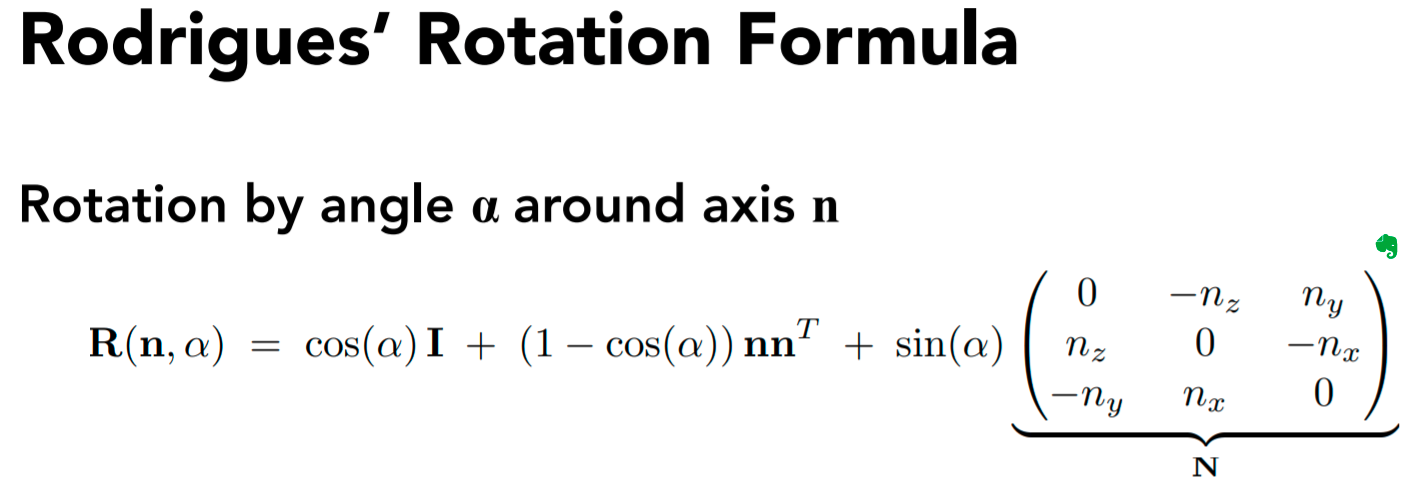 Rodrigues’ Rotation Formula
Rotation by angle α around axis n
R(n, α) = cos(α) I + (1 − cos(α)) nnᵀ + sin(α) ( 0 −n_z n_y
n_z 0 −n_x
−n_y n_x 0 )
N